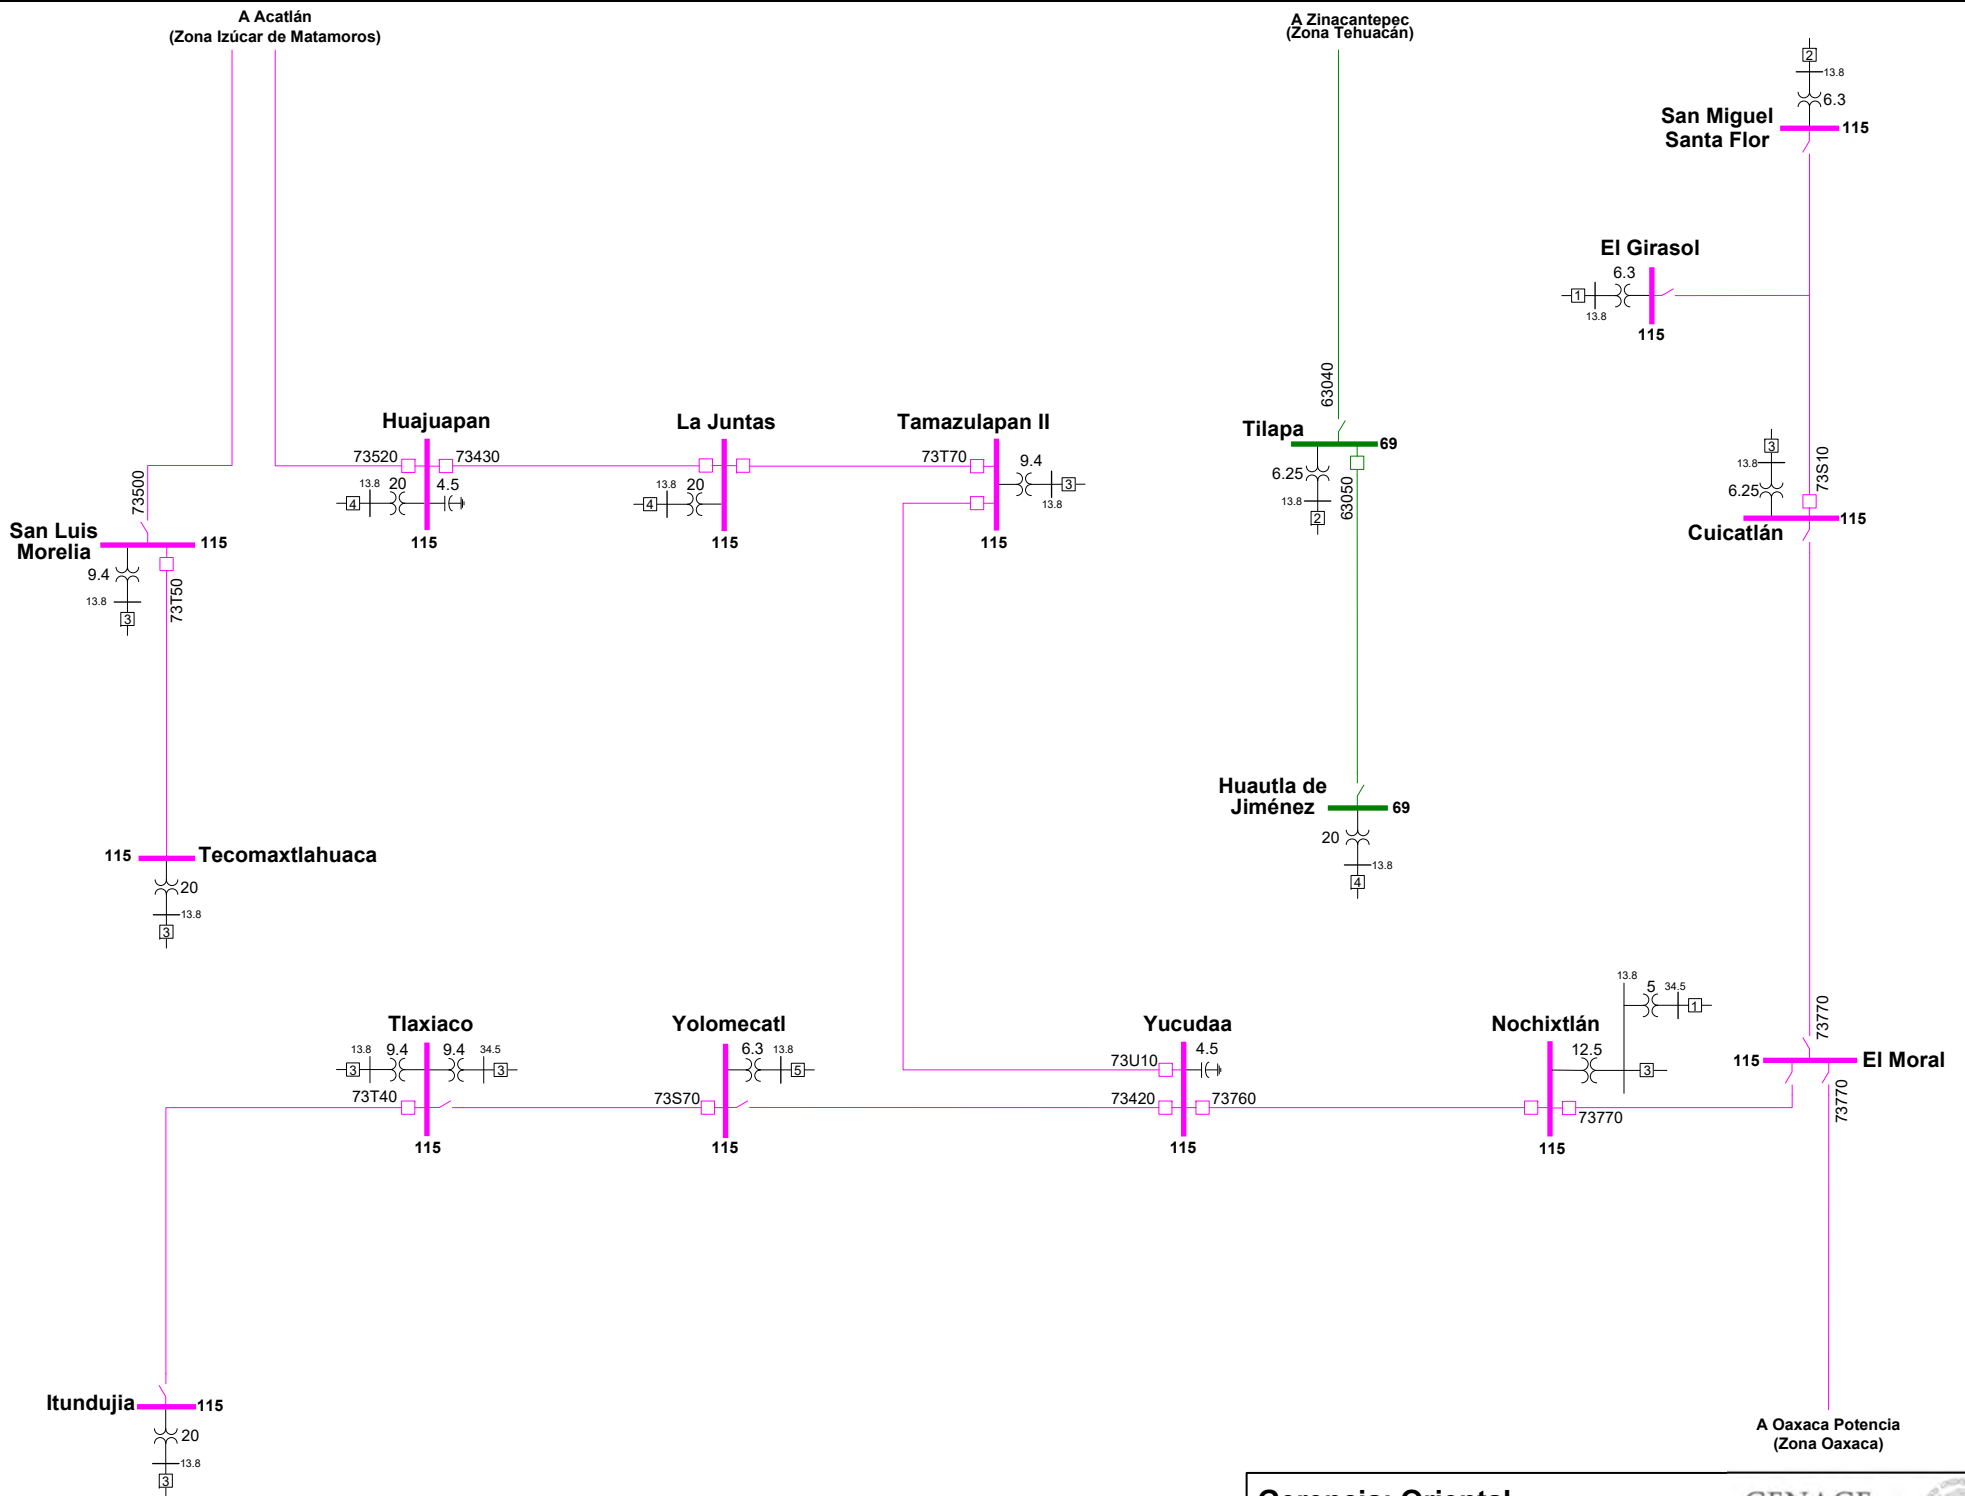 A Acatlán
(Zona Izúcar de Matamoros)
A Zinacantepec
(Zona Tehuacán)
2
13.8
6.3
San Miguel
Santa Flor
115
El Girasol
6.3
1
13.8
115
63040
Huajuapan
La Juntas
Tamazulapan II
Tilapa
69
73520
73430
73T70
9.4
3
13.8
73500
13.8
20
4.5
4
115
13.8
20
4
115
3
13.8
115
6.25
13.8
2
63050
6.25
73S10
115
Cuicatlán
San Luis
Morelia
115
9.4
13.8
3
73T50
Huautla de
Jiménez
69
20
13.8
4
115
Tecomaxtlahuaca
20
13.8
3
13.8
5
34.5
1
73770
Tlaxiaco
Yolomecatl
Yucudaa
Nochixtlán
13.8
9.4
9.4
34.5
3
3
73T40
115
6.3
13.8
5
73S70
115
73U10
4.5
73420
73760
115
12.5
3
73770
115
115
El Moral
73770
Itundujia
115
20
13.8
3
A Oaxaca Potencia
(Zona Oaxaca)